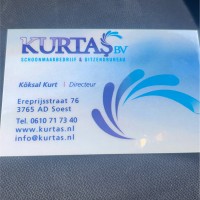 KURTAŞ BV
SCHOONMAAKBEDRIJF & UITZENDBUREAU
Köksal Kurt | Directeur
Ereprijsstraat 76
3765 AD Soest
Tel. 0610 71 73 40
www.kurtas.nl
info@kurtas.nl